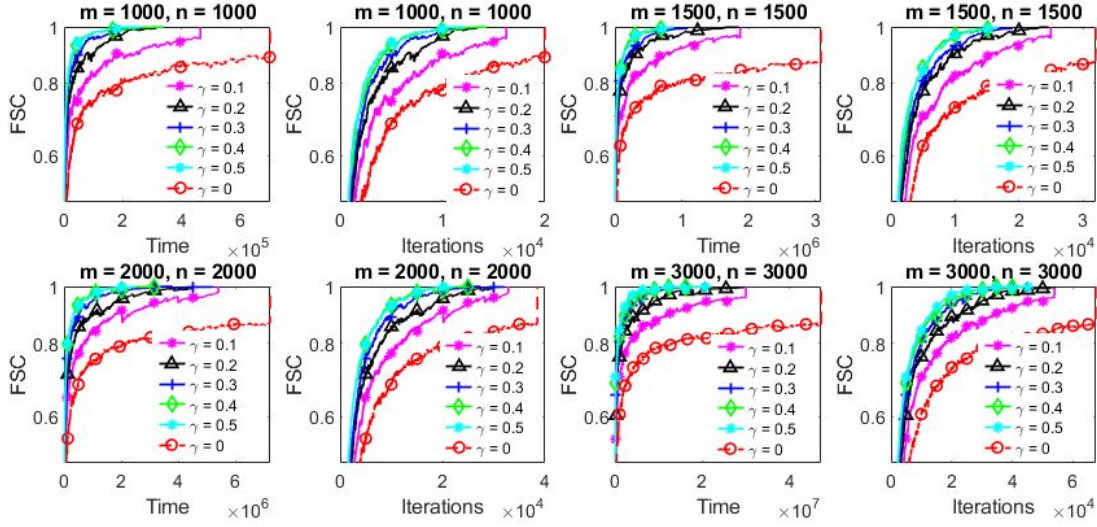 m = 1000, n = 1000
FSC
1
0.8
0.6
γ = 0.1
γ = 0.2
γ = 0.3
γ = 0.4
γ = 0.5
γ = 0
0 2 4 6
Time ×10^5
m = 1000, n = 1000
FSC
1
0.8
0.6
γ = 0.1
γ = 0.2
γ = 0.3
γ = 0.4
γ = 0.5
γ = 0
0 1 2
Iterations ×10^4
m = 1500, n = 1500
FSC
1
0.8
0.6
γ = 0.1
γ = 0.2
γ = 0.3
γ = 0.4
γ = 0.5
γ = 0
0 1 2 3
Time ×10^6
m = 1500, n = 1500
FSC
1
0.8
0.6
γ = 0.1
γ = 0.2
γ = 0.3
γ = 0.4
γ = 0.5
γ = 0
0 1 2 3
Iterations ×10^4
m = 2000, n = 2000
FSC
1
0.8
0.6
γ = 0.1
γ = 0.2
γ = 0.3
γ = 0.4
γ = 0.5
γ = 0
0 2 4 6
Time ×10^6
m = 2000, n = 2000
FSC
1
0.8
0.6
γ = 0.1
γ = 0.2
γ = 0.3
γ = 0.4
γ = 0.5
γ = 0
0 2 4
Iterations ×10^4
m = 3000, n = 3000
FSC
1
0.8
0.6
γ = 0.1
γ = 0.2
γ = 0.3
γ = 0.4
γ = 0.5
γ = 0
0 2 4
Time ×10^7
m = 3000, n = 3000
FSC
1
0.8
0.6
γ = 0.1
γ = 0.2
γ = 0.3
γ = 0.4
γ = 0.5
γ = 0
0 2 4 6
Iterations ×10^4